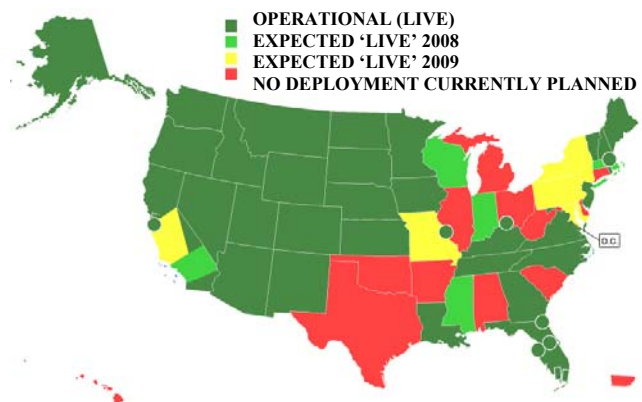 OPERATIONAL (LIVE)
EXPECTED ‘LIVE’ 2008
EXPECTED ‘LIVE’ 2009
NO DEPLOYMENT CURRENTLY PLANNED
D.C.